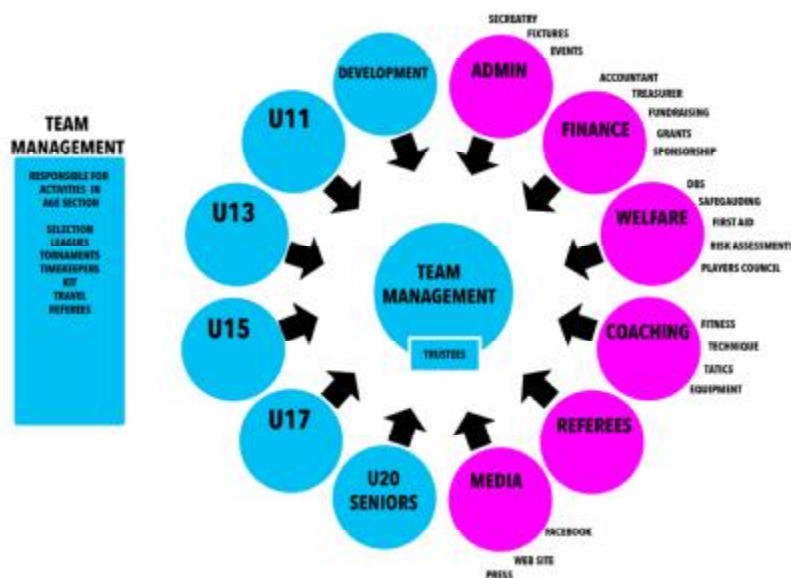 TEAM
MANAGEMENT
RESPONSIBLE FOR
ACTIVITIES IN
AGE SECTION
SELECTION
LEAGUES
TORNAMENTS
TIMEKEEPERS
KIT
TRAVEL
REFEREES
DEVELOPMENT
U11
U13
U15
U17
U20
SENIORS
TEAM
MANAGEMENT
TRUSTEES
ADMIN
SECREATRY
FIXTURES
EVENTS
FINANCE
ACCOUNTANT
TREASURER
FUNDRAISING
GRANTS
SPONSORSHIP
WELFARE
DBS
SAFEGAUDING
FIRST AID
RISK ASSESSMENTS
PLAYERS COUNCIL
COACHING
FITNESS
TECHNIQUE
TATICS
EQUIPMENT
REFEREES
MEDIA
FACEBOOK
WEB SITE
PRESS